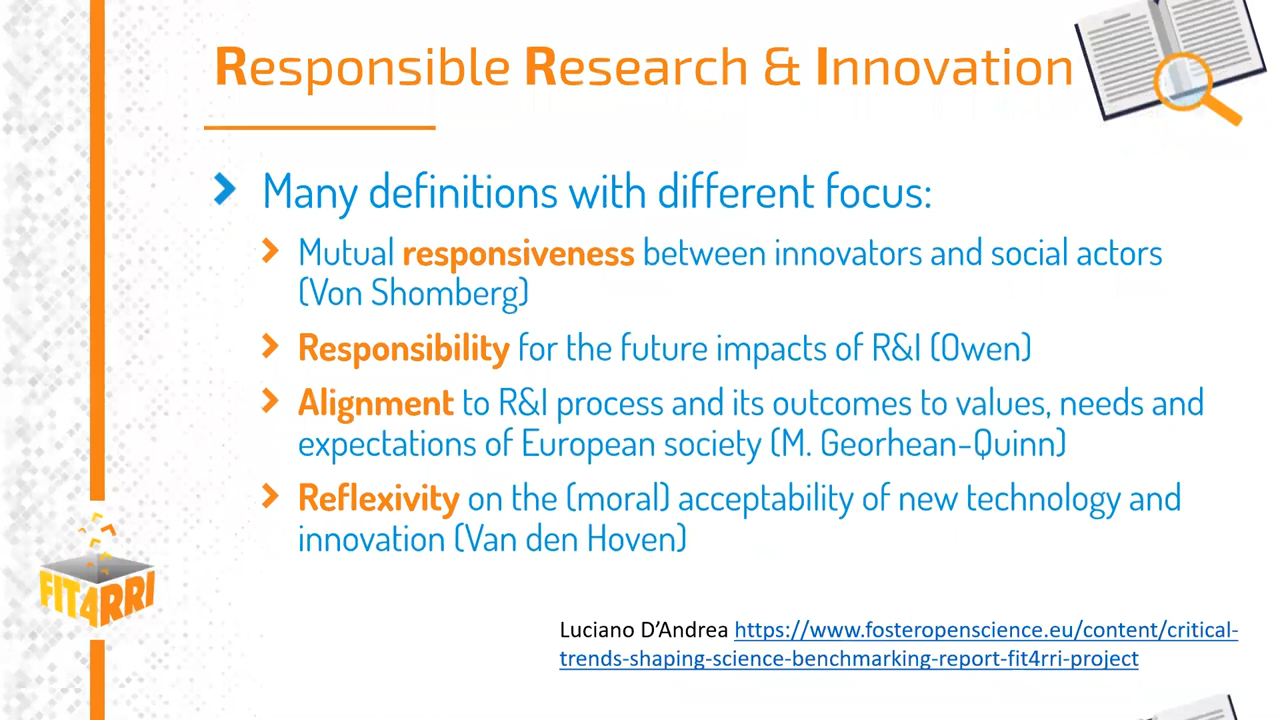 Responsible Research & Innovation
Many definitions with different focus:
Mutual responsiveness between innovators and social actors
(Von Shomberg)
Responsibility for the future impacts of R&I (Owen)
Alignment to R&I process and its outcomes to values, needs and
expectations of European society (M. Georhean-Quinn)
Reflexivity on the (moral) acceptability of new technology and
innovation (Van den Hoven)
FIT4RRI
Luciano D’Andrea https://www.fosteropenscience.eu/content/critical-
trends-shaping-science-benchmarking-report-fit4rri-project